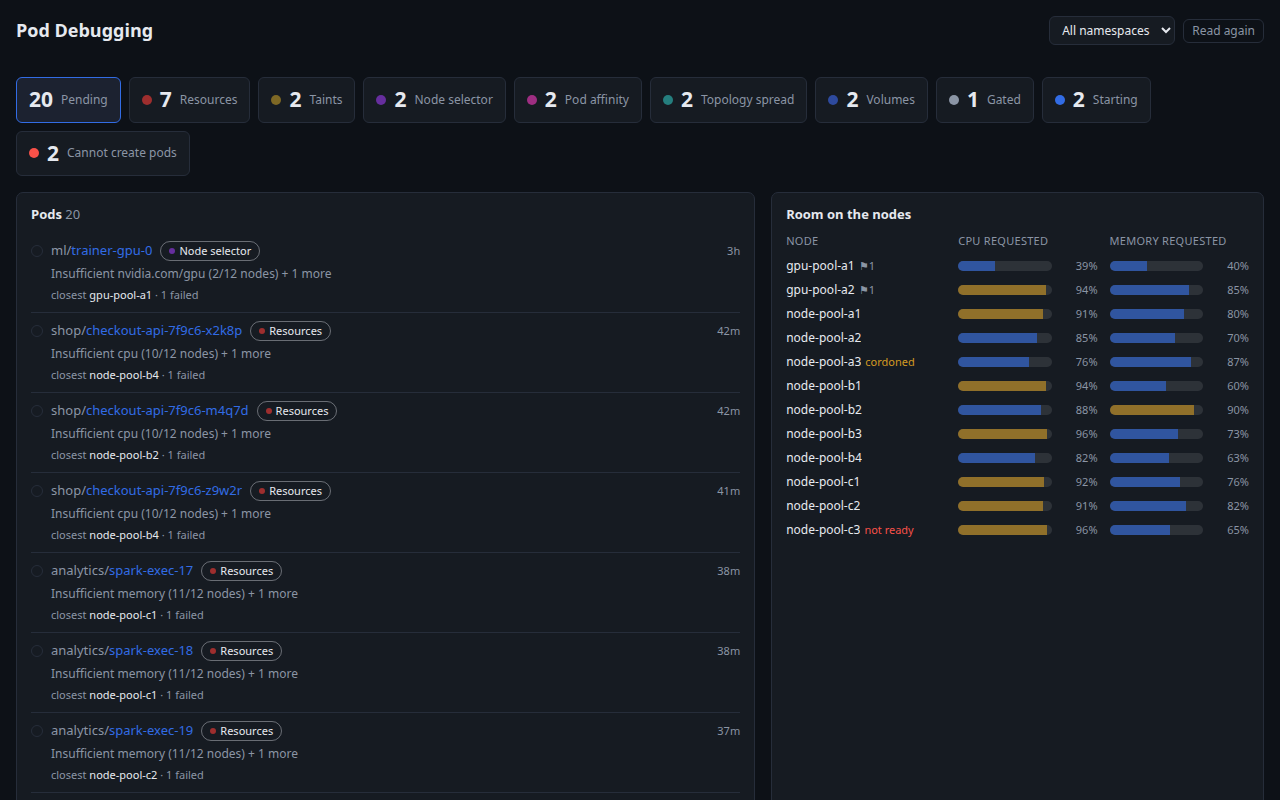 Pod Debugging
All namespaces
Read again
20 Pending
7 Resources
2 Taints
2 Node selector
2 Pod affinity
2 Topology spread
2 Volumes
1 Gated
2 Starting
2 Cannot create pods
Pods 20
ml/trainer-gpu-0 Node selector 3h
Insufficient nvidia.com/gpu (2/12 nodes) + 1 more
closest gpu-pool-a1 · 1 failed
shop/checkout-api-7f9c6-x2k8p Resources 42m
Insufficient cpu (10/12 nodes) + 1 more
closest node-pool-b4 · 1 failed
shop/checkout-api-7f9c6-m4q7d Resources 42m
Insufficient cpu (10/12 nodes) + 1 more
closest node-pool-b2 · 1 failed
shop/checkout-api-7f9c6-z9w2r Resources 41m
Insufficient cpu (10/12 nodes) + 1 more
closest node-pool-b4 · 1 failed
analytics/spark-exec-17 Resources 38m
Insufficient memory (11/12 nodes) + 1 more
closest node-pool-c1 · 1 failed
analytics/spark-exec-18 Resources 38m
Insufficient memory (11/12 nodes) + 1 more
closest node-pool-c1 · 1 failed
analytics/spark-exec-19 Resources 37m
Insufficient memory (11/12 nodes) + 1 more
closest node-pool-c2 · 1 failed
Room on the nodes
NODE CPU REQUESTED MEMORY REQUESTED
gpu-pool-a1 ⚑1 39% 40%
gpu-pool-a2 ⚑1 94% 85%
node-pool-a1 91% 80%
node-pool-a2 85% 70%
node-pool-a3 cordoned 76% 87%
node-pool-b1 94% 60%
node-pool-b2 88% 90%
node-pool-b3 96% 73%
node-pool-b4 82% 63%
node-pool-c1 92% 76%
node-pool-c2 91% 82%
node-pool-c3 not ready 96% 65%